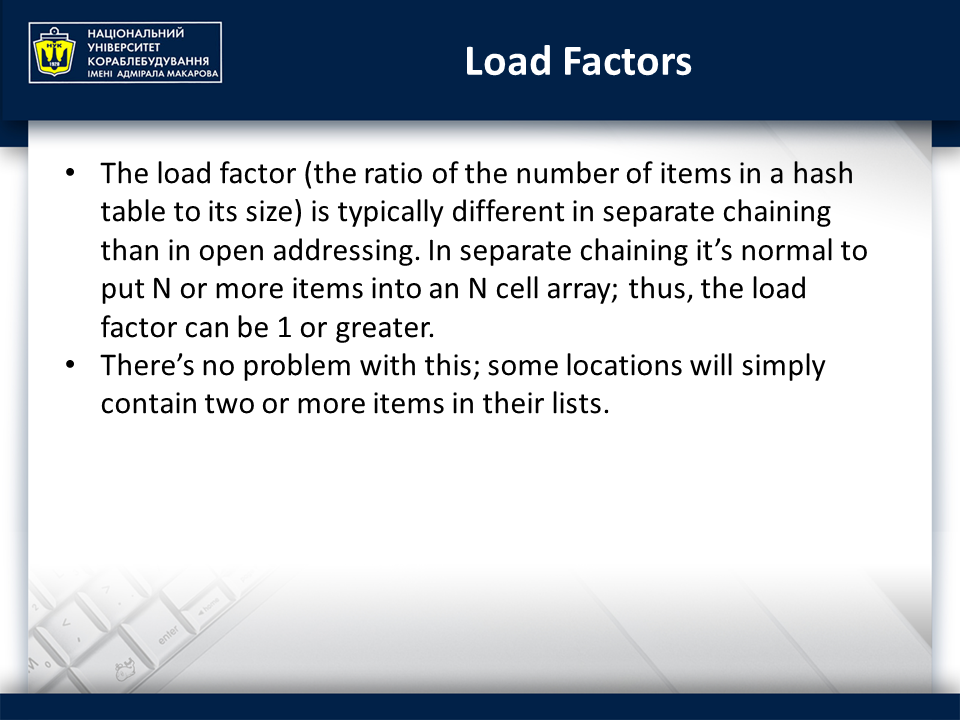 НАЦІОНАЛЬНИЙ
УНІВЕРСИТЕТ
КОРАБЛЕБУДУВАННЯ
ІМЕНІ АДМІРАЛА МАКАРОВА
НУК
1920
Load Factors
• The load factor (the ratio of the number of items in a hash
table to its size) is typically different in separate chaining
than in open addressing. In separate chaining it’s normal to
put N or more items into an N cell array; thus, the load
factor can be 1 or greater.
• There’s no problem with this; some locations will simply
contain two or more items in their lists.
enter